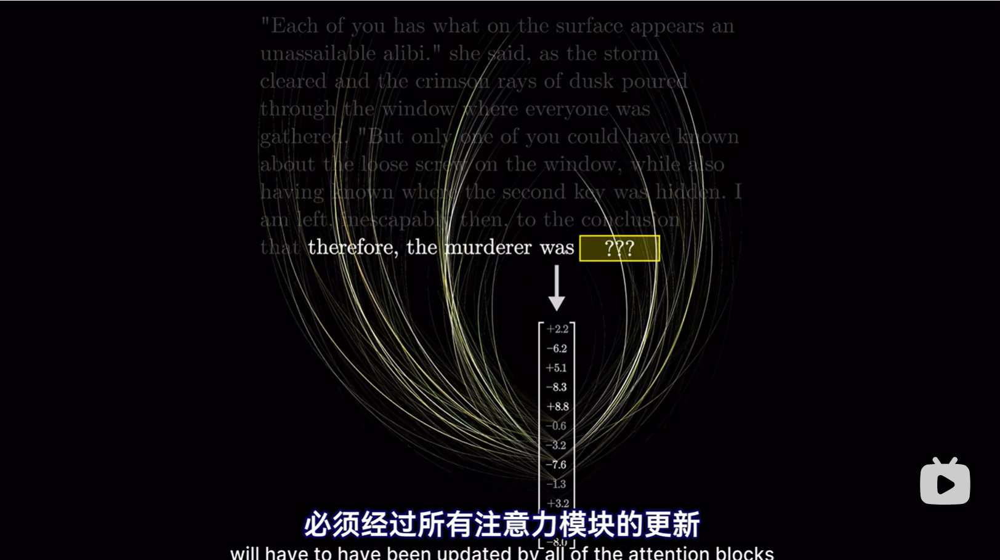 "Each of you has what on the surface appears an
unassailable alibi." she said, as the storm
cleared and the crimson rays of dusk poured
through the window where everyone was
gathered. "But only one of you could have known
about the loose screw on the window, while also
having known where the second key was hidden. I
am left, inescapably then, to the conclusion
that therefore, the murderer was ???
+2.2
−6.2
+5.1
−8.3
+8.8
−0.6
−3.2
−7.6
−1.3
+3.2
必须经过所有注意力模块的更新
−8.0
will have to have been updated by all of the attention blocks